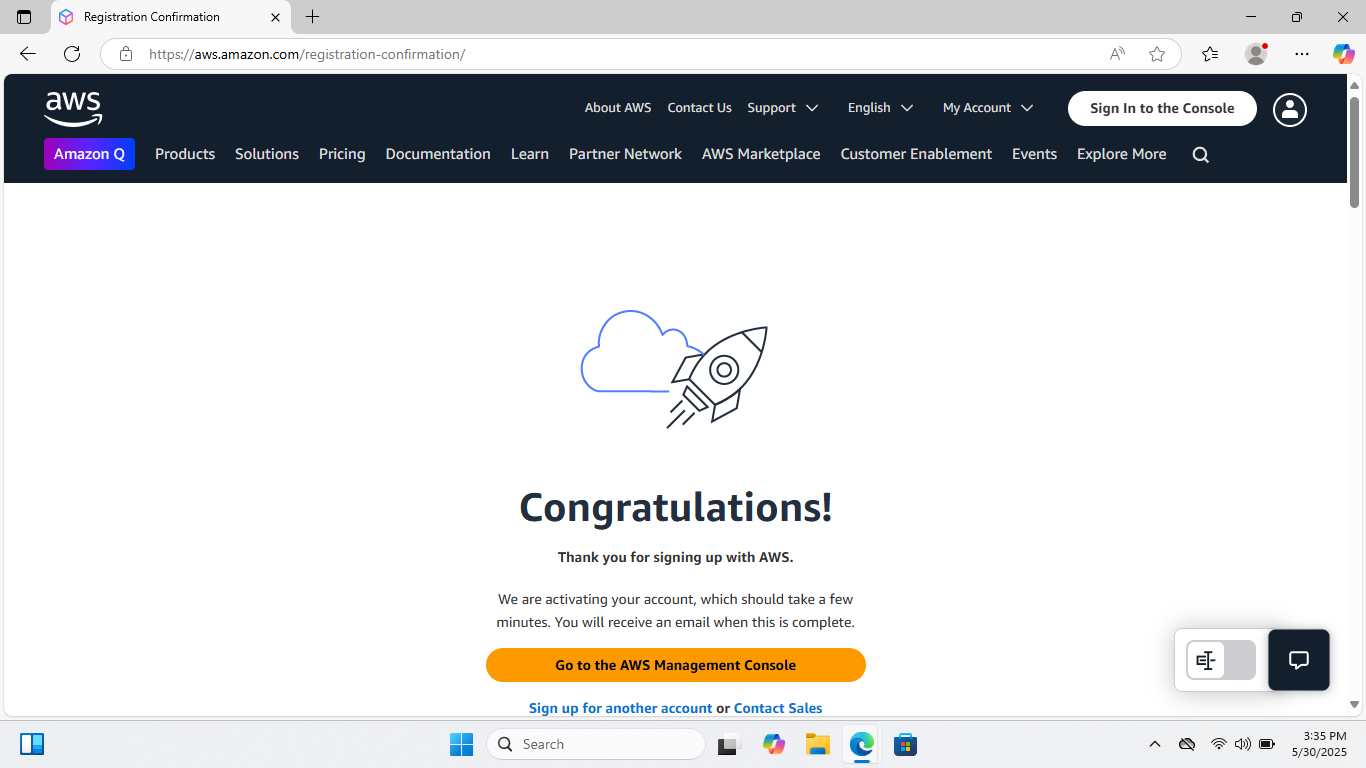 Registration Confirmation
https://aws.amazon.com/registration-confirmation/
aws
About AWS Contact Us Support English My Account Sign In to the Console
Amazon Q Products Solutions Pricing Documentation Learn Partner Network AWS Marketplace Customer Enablement Events Explore More
Congratulations!
Thank you for signing up with AWS.
We are activating your account, which should take a few
minutes. You will receive an email when this is complete.
Go to the AWS Management Console
Sign up for another account or Contact Sales
Search
3:35 PM
5/30/2025